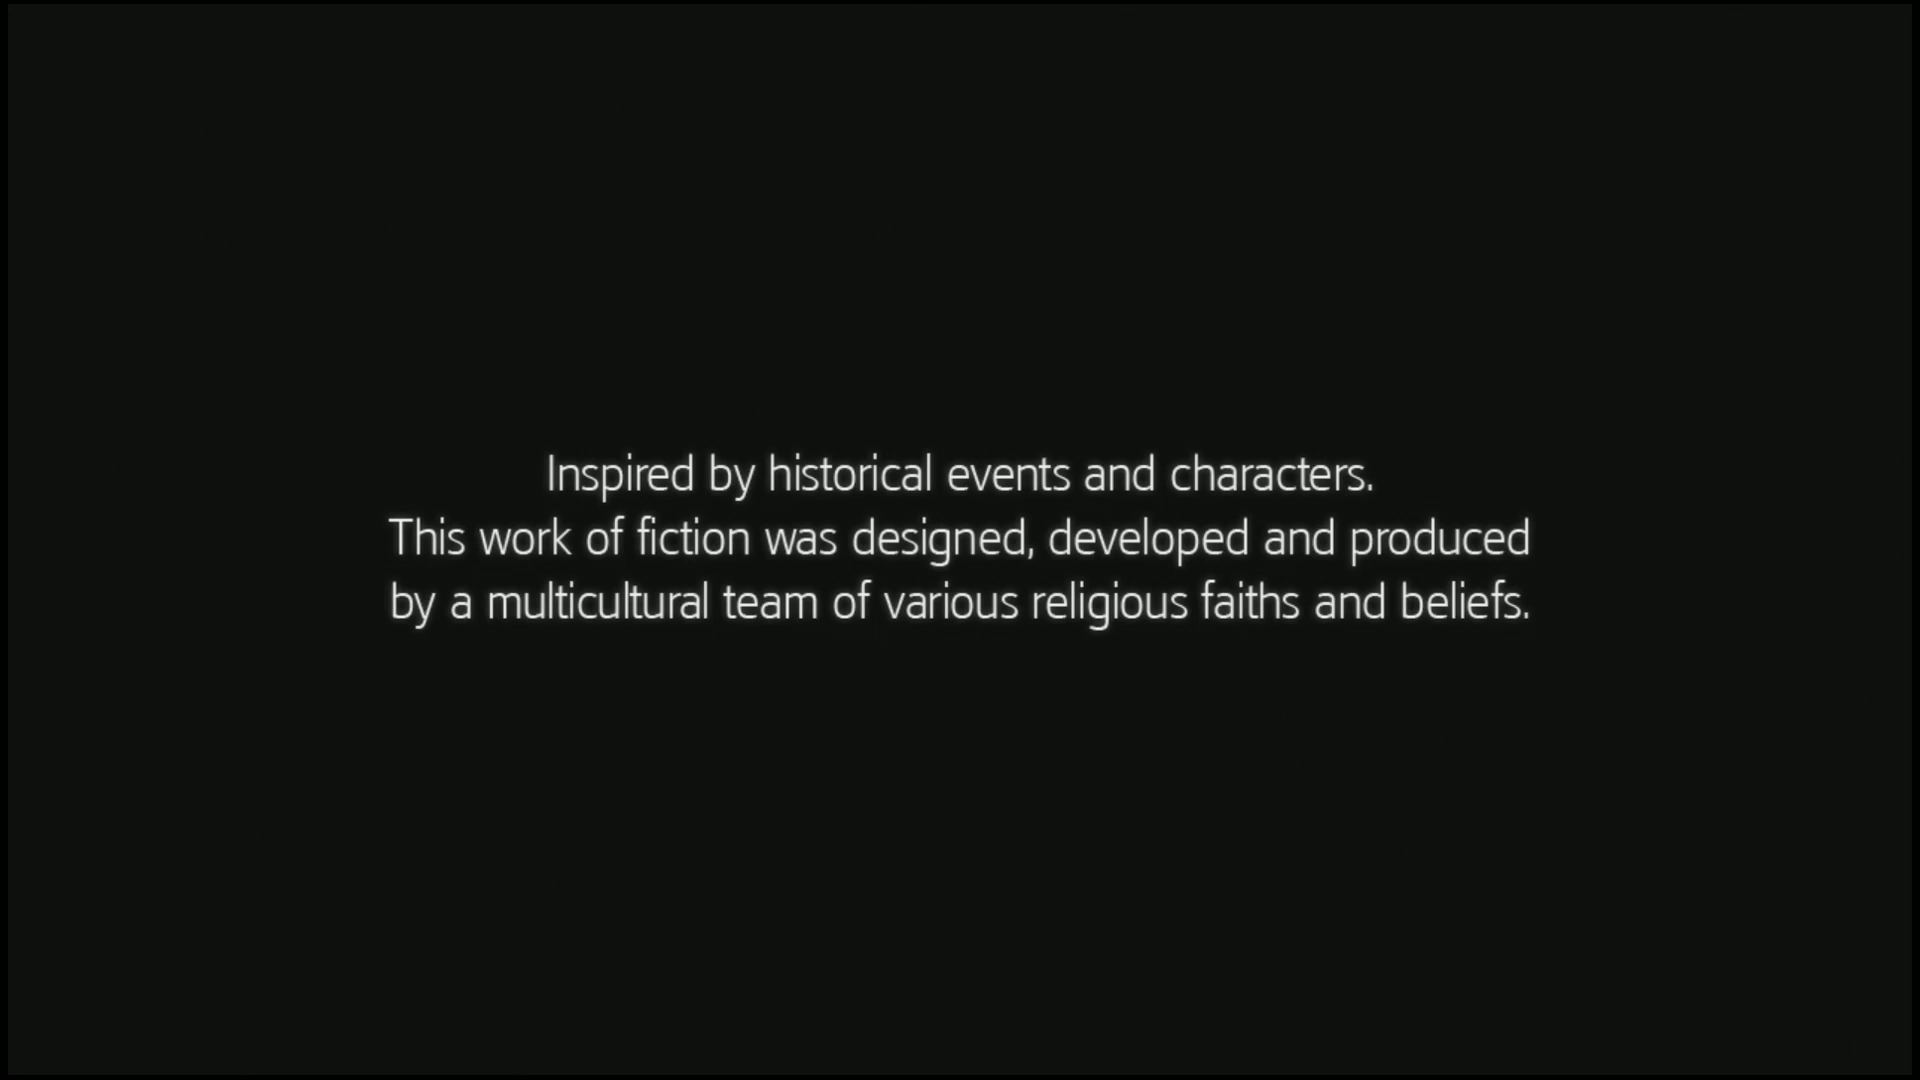 Inspired by historical events and characters.
This work of fiction was designed, developed and produced
by a multicultural team of various religious faiths and beliefs.